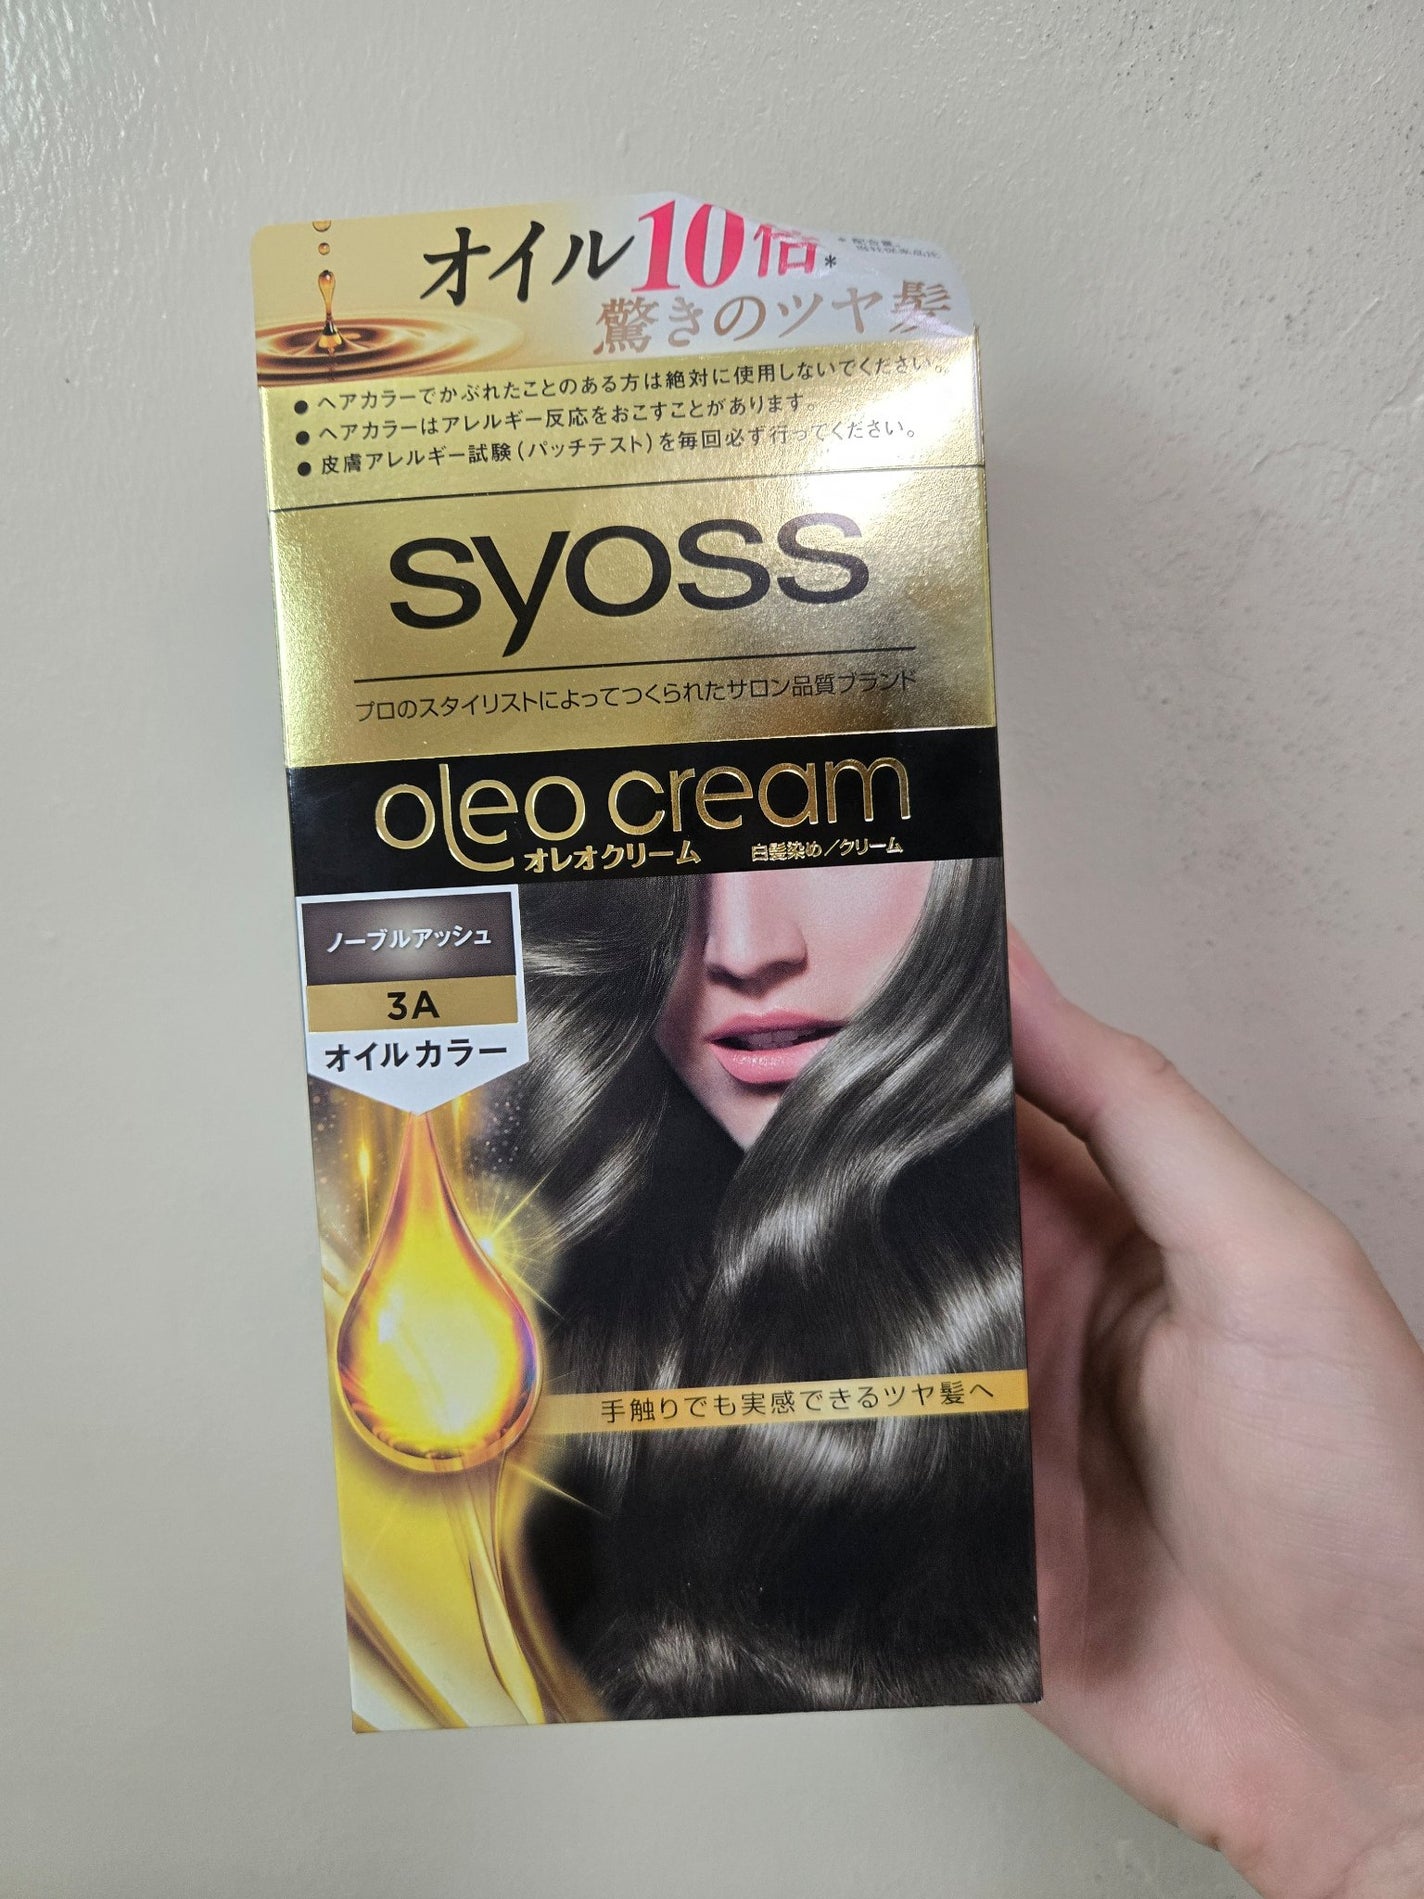 オイル10倍*
驚きのツヤ髪
● ヘアカラーでかぶれたことのある方は絶対に使用しないでください。
● ヘアカラーはアレルギー反応をおこすことがあります。
● 皮膚アレルギー試験(パッチテスト)を毎回必ず行ってください。
syoss
プロのスタイリストによってつくられたサロン品質ブランド
oleo cream
オレオクリーム 白髪染め/クリーム
ノーブルアッシュ
3A
オイルカラー
手触りでも実感できるツヤ髪へ